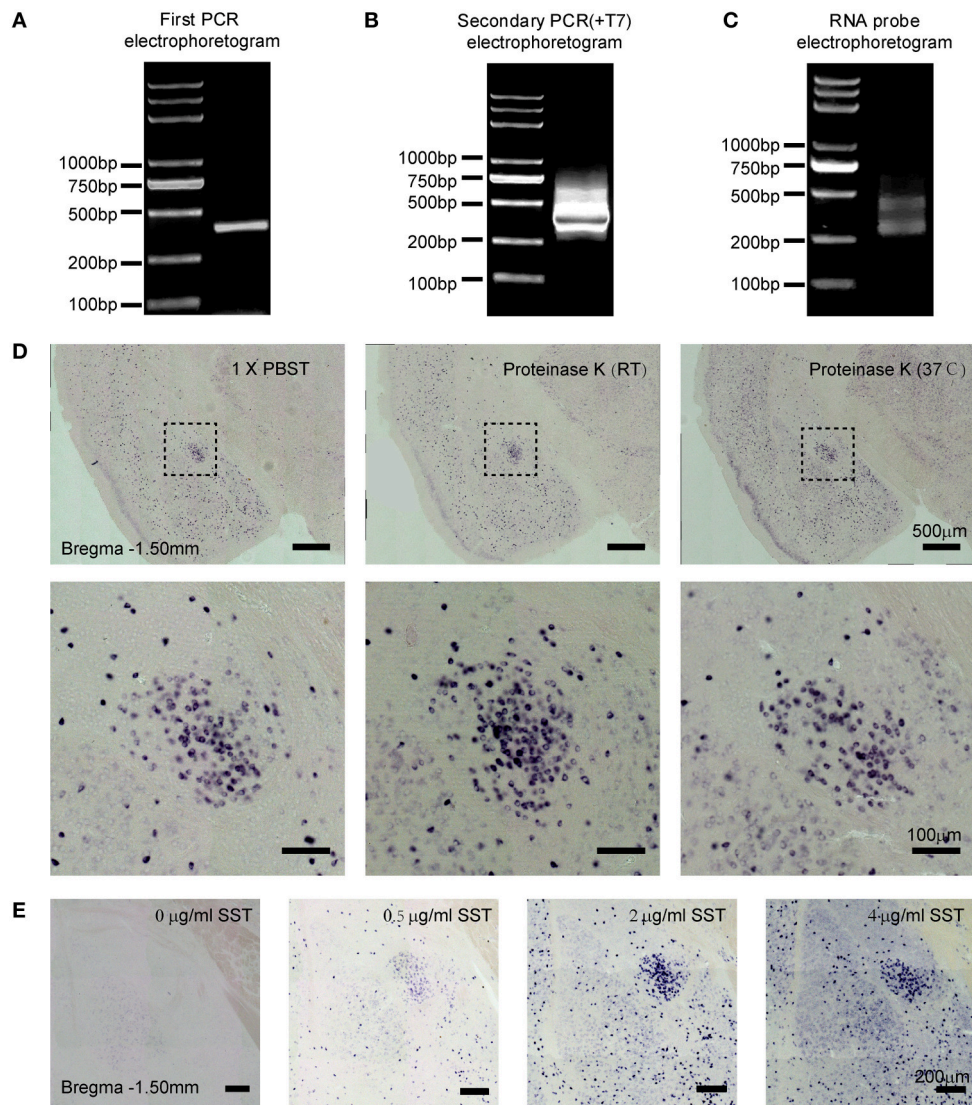 A
First PCR
electrophoretogram
1000bp
750bp
500bp
200bp
100bp
B
Secondary PCR(+T7)
electrophoretogram
1000bp
750bp
500bp
200bp
100bp
C
RNA probe
electrophoretogram
1000bp
750bp
500bp
200bp
100bp
D
1 X PBST
Bregma -1.50mm
Proteinase K (RT)
Proteinase K (37℃)
500μm
100μm
E
0 μg/ml SST
Bregma -1.50mm
0.5 μg/ml SST
2 μg/ml SST
4 μg/ml SST
200μm